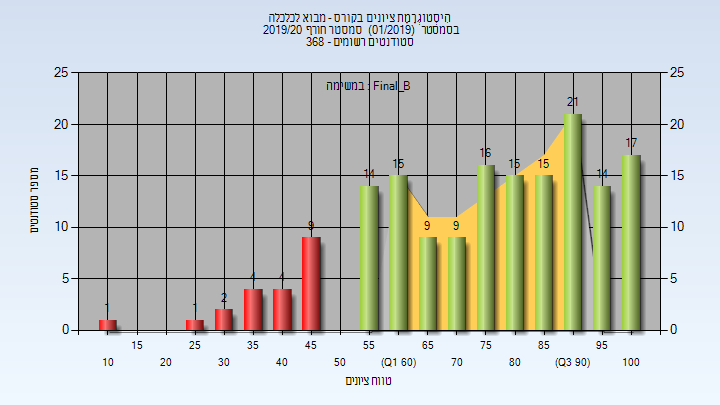 היסטוגרמת ציונים בקורס - מבוא לכלכלה
בסמסטר (01/2019) סמסטר חורף 2019/20
סטודנטים רשומים - 368
במשימה : Final_B
מספר סטודנטים
25 25
20 20
15 15
10 10
5 5
0 0
1 1 2 4 4 9 14 15 9 9 16 15 15 21 14 17
15 25 35 45 55 65 75 85 95
10 20 30 40 50 (Q1 60) 70 80 (Q3 90) 100
טווח ציונים